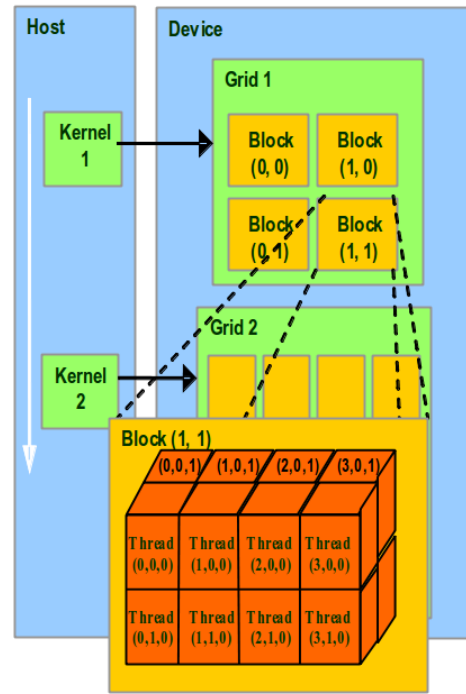 Host
Device
Grid 1
Kernel
1
Block
(0, 0)
Block
(1, 0)
Block
(0, 1)
Block
(1, 1)
Grid 2
Kernel
2
Block (1, 1)
(0,0,1) (1,0,1) (2,0,1) (3,0,1)
Thread
(0,0,0)
Thread
(1,0,0)
Thread
(2,0,0)
Thread
(3,0,0)
Thread
(0,1,0)
Thread
(1,1,0)
Thread
(2,1,0)
Thread
(3,1,0)